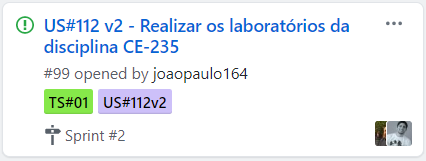 US#112 v2 - Realizar os laboratórios da
disciplina CE-235
#99 opened by joaopaulo164
TS#01 US#112v2
Sprint #2